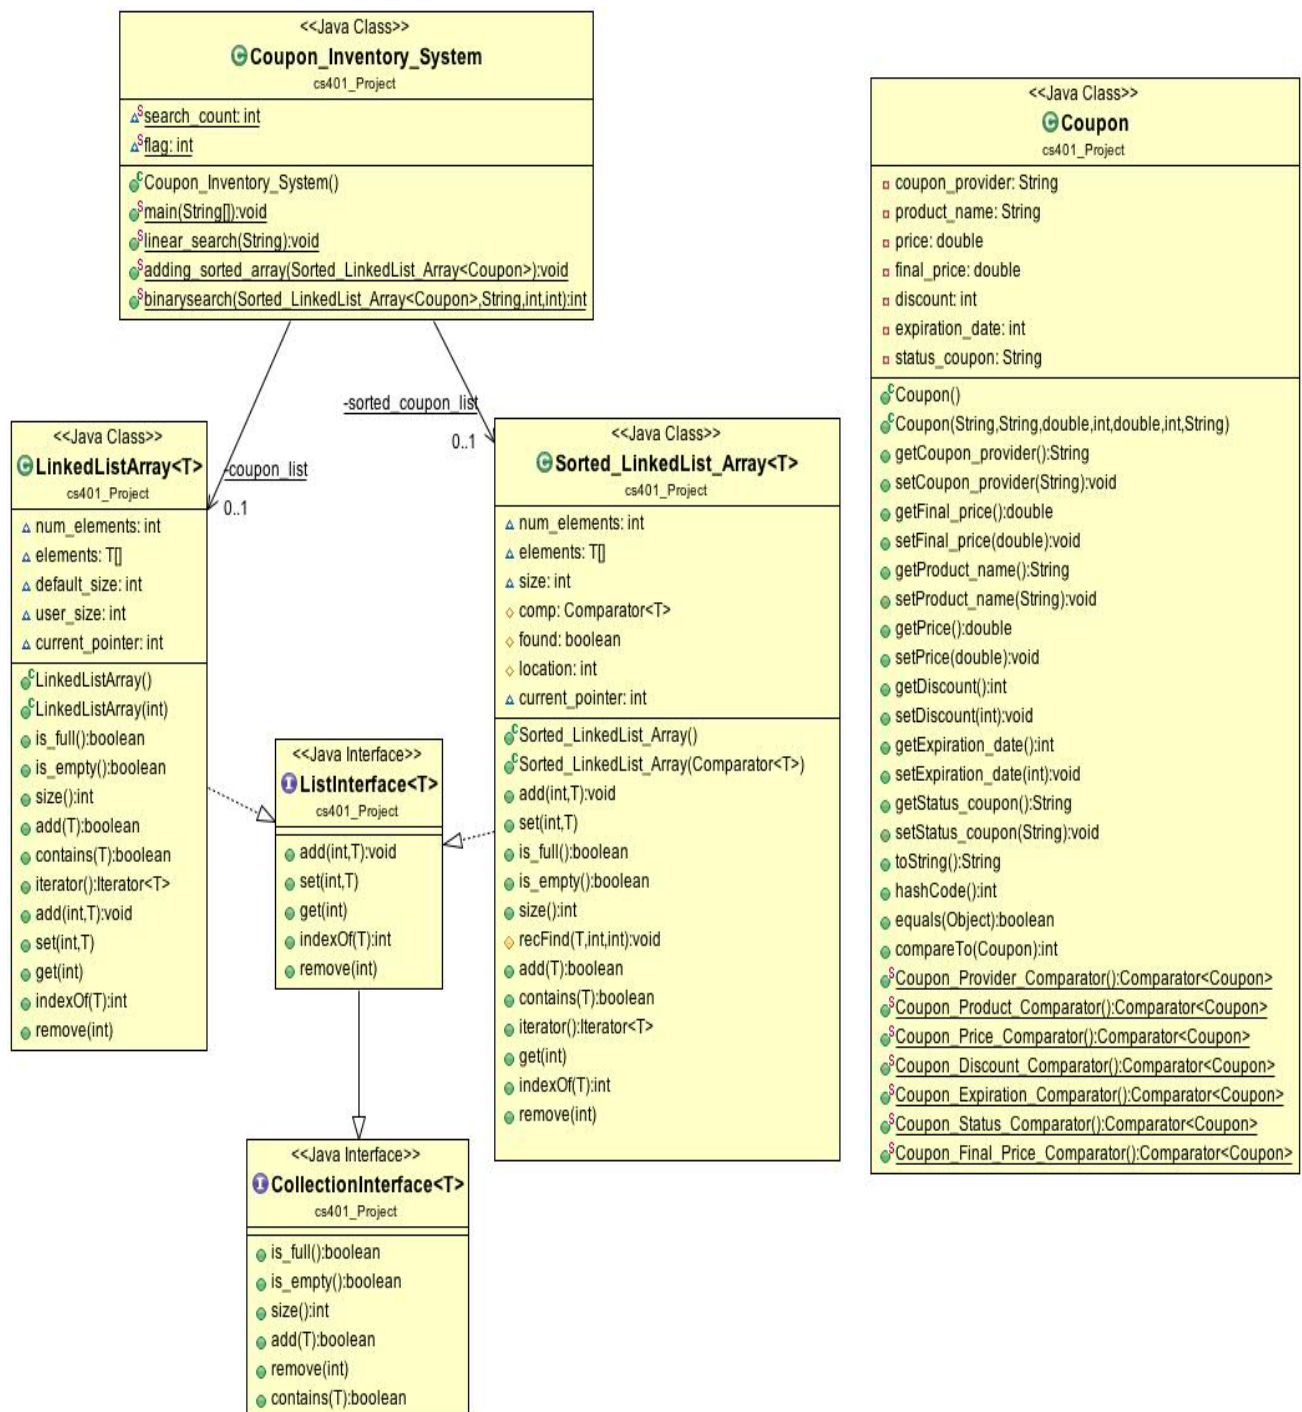 <<Java Class>>
Coupon_Inventory_System
cs401_Project
search_count: int
flag: int
Coupon_Inventory_System()
main(String[]):void
linear_search(String):void
adding_sorted_array(Sorted_LinkedList_Array<Coupon>):void
binarysearch(Sorted_LinkedList_Array<Coupon>,String,int,int):int
-coupon_list
0..1
-sorted_coupon_list
0..1
<<Java Class>>
LinkedListArray<T>
cs401_Project
num_elements: int
elements: T[]
default_size: int
user_size: int
current_pointer: int
LinkedListArray()
LinkedListArray(int)
is_full():boolean
is_empty():boolean
size():int
add(T):boolean
contains(T):boolean
iterator():Iterator<T>
add(int,T):void
set(int,T)
get(int)
indexOf(T):int
remove(int)
<<Java Interface>>
ListInterface<T>
cs401_Project
add(int,T):void
set(int,T)
get(int)
indexOf(T):int
remove(int)
<<Java Class>>
Sorted_LinkedList_Array<T>
cs401_Project
num_elements: int
elements: T[]
size: int
comp: Comparator<T>
found: boolean
location: int
current_pointer: int
Sorted_LinkedList_Array()
Sorted_LinkedList_Array(Comparator<T>)
add(int,T):void
set(int,T)
is_full():boolean
is_empty():boolean
size():int
recFind(T,int,int):void
add(T):boolean
contains(T):boolean
iterator():Iterator<T>
get(int)
indexOf(T):int
remove(int)
<<Java Interface>>
CollectionInterface<T>
cs401_Project
is_full():boolean
is_empty():boolean
size():int
add(T):boolean
remove(int)
contains(T):boolean
<<Java Class>>
Coupon
cs401_Project
coupon_provider: String
product_name: String
price: double
final_price: double
discount: int
expiration_date: int
status_coupon: String
Coupon()
Coupon(String,String,double,int,double,int,String)
getCoupon_provider():String
setCoupon_provider(String):void
getFinal_price():double
setFinal_price(double):void
getProduct_name():String
setProduct_name(String):void
getPrice():double
setPrice(double):void
getDiscount():int
setDiscount(int):void
getExpiration_date():int
setExpiration_date(int):void
getStatus_coupon():String
setStatus_coupon(String):void
toString():String
hashCode():int
equals(Object):boolean
compareTo(Coupon):int
Coupon_Provider_Comparator():Comparator<Coupon>
Coupon_Product_Comparator():Comparator<Coupon>
Coupon_Price_Comparator():Comparator<Coupon>
Coupon_Discount_Comparator():Comparator<Coupon>
Coupon_Expiration_Comparator():Comparator<Coupon>
Coupon_Status_Comparator():Comparator<Coupon>
Coupon_Final_Price_Comparator():Comparator<Coupon>